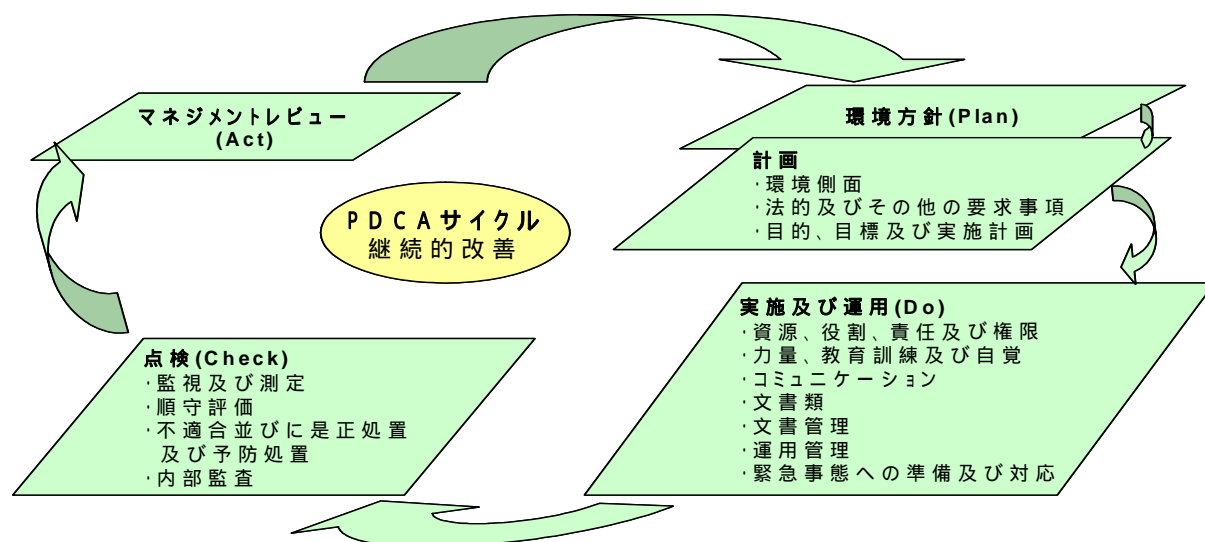 マネジメントレビュー
(Act)
環境方針(Plan)
計画
・環境側面
・法的及びその他の要求事項
・目的、目標及び実施計画
PDCAサイクル
継続的改善
実施及び運用(Do)
・資源、役割、責任及び権限
・力量、教育訓練及び自覚
・コミュニケーション
・文書類
・文書管理
・運用管理
・緊急事態への準備及び対応
点検(Check)
・監視及び測定
・順守評価
・不適合並びに是正処置
及び予防処置
・内部監査